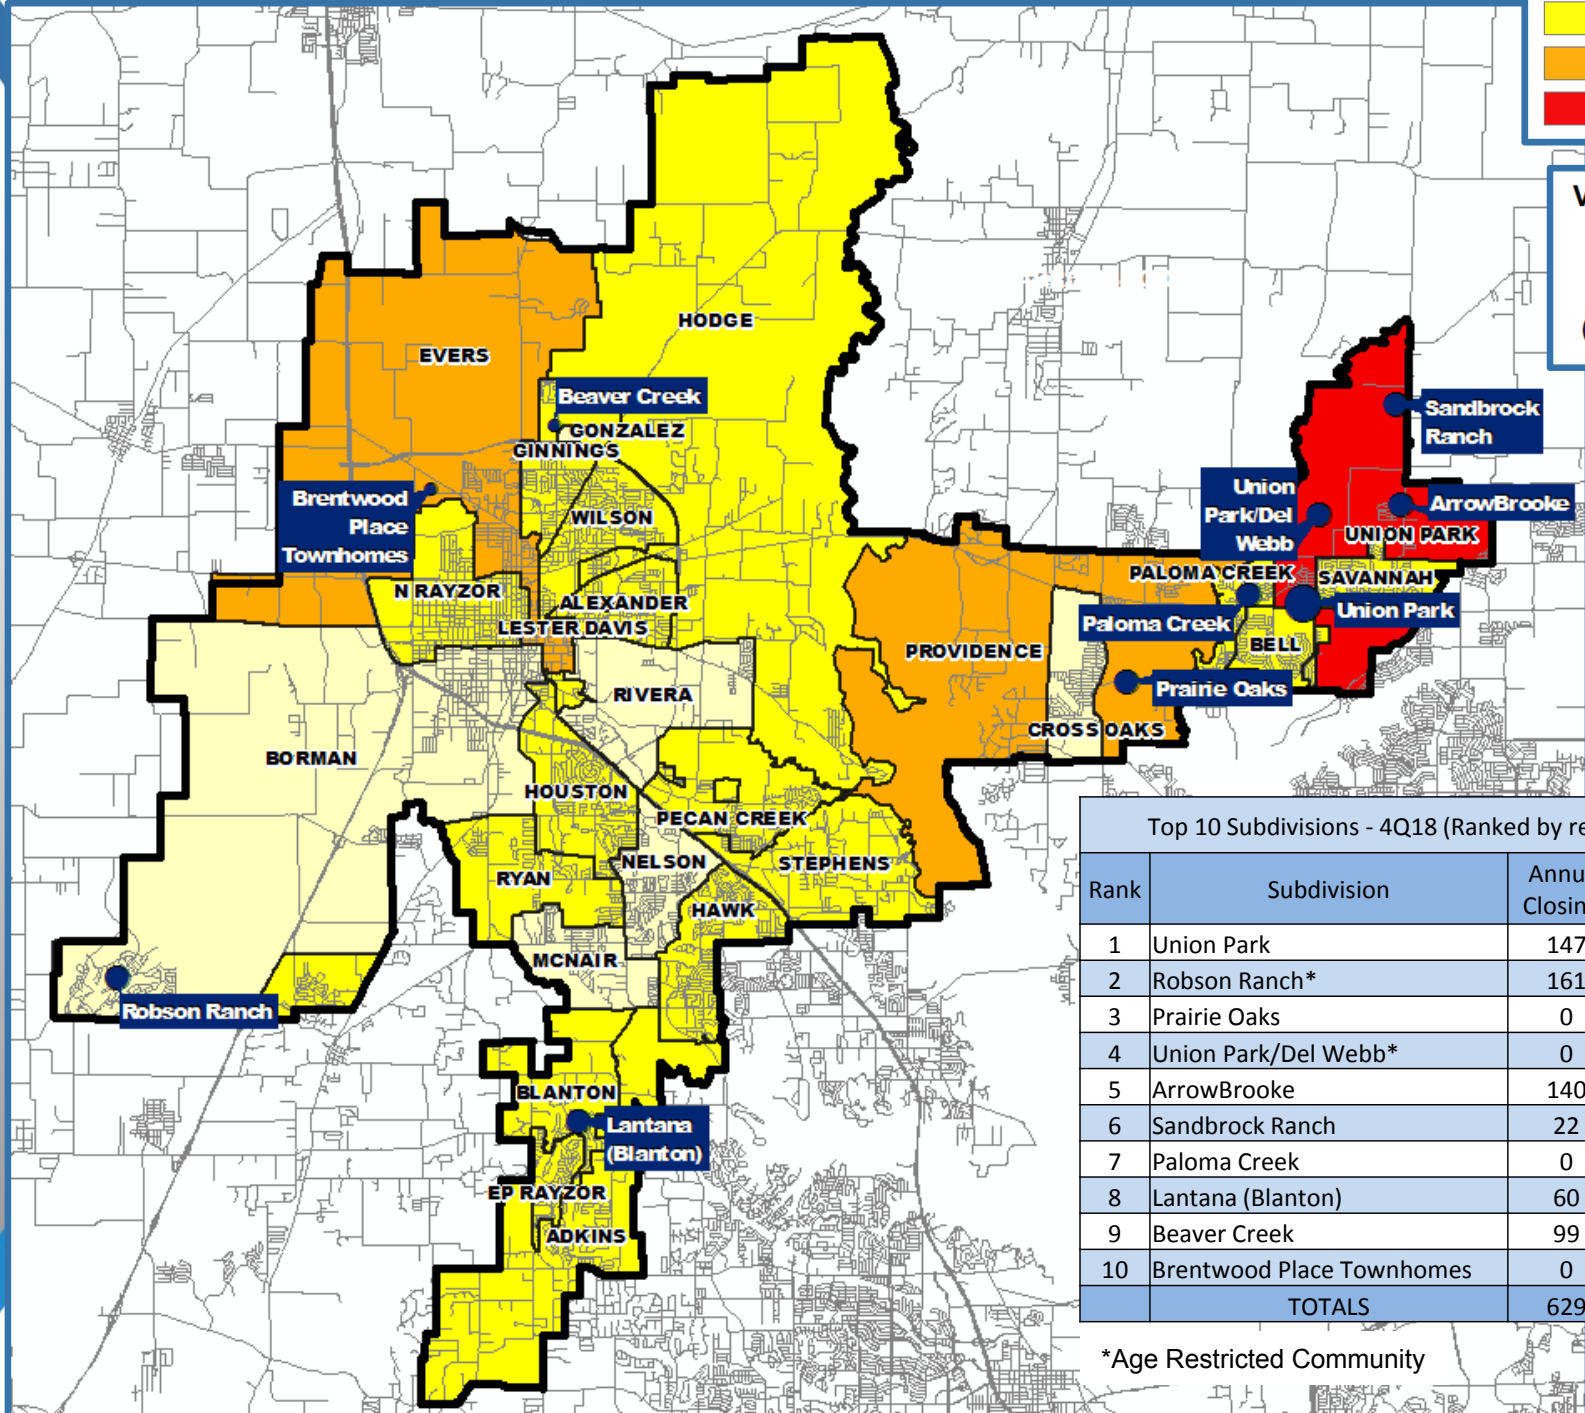 V
(
HODGE
EVERS
Beaver Creek
GONZALEZ
GINNINGS
Sandbrock
Ranch
Brentwood
Place
Townhomes
WILSON
Union
Park/Del
Webb
ArrowBrooke
UNION PARK
PALOMA CREEK
SAVANNAH
N RAYZOR
ALEXANDER
LESTER DAVIS
Paloma Creek
Union Park
BELL
PROVIDENCE
RIVERA
Prairie Oaks
CROSS OAKS
BORMAN
HOUSTON
PECAN CREEK
NELSON
STEPHENS
RYAN
HAWK
MCNAIR
Robson Ranch
BLANTON
Lantana
(Blanton)
EP RAYZOR
ADKINS
Top 10 Subdivisions - 4Q18 (Ranked by re
Rank Subdivision Annu
Closin
1 Union Park 147
2 Robson Ranch* 161
3 Prairie Oaks 0
4 Union Park/Del Webb* 0
5 ArrowBrooke 140
6 Sandbrock Ranch 22
7 Paloma Creek 0
8 Lantana (Blanton) 60
9 Beaver Creek 99
10 Brentwood Place Townhomes 0
TOTALS 629
*Age Restricted Community